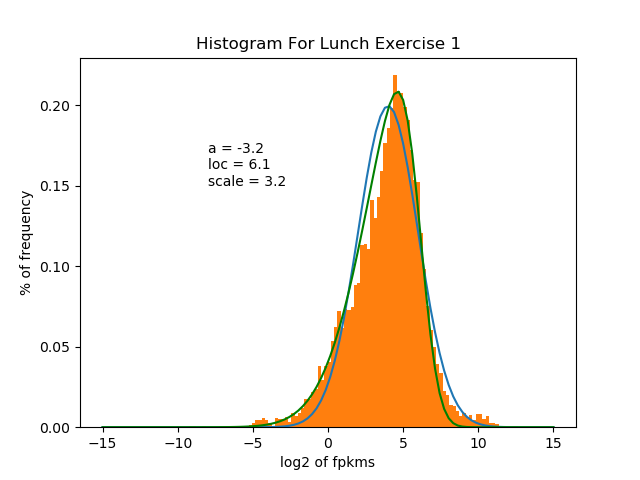 Histogram For Lunch Exercise 1
% of frequency
0.20
0.15
0.10
0.05
0.00
a = -3.2
loc = 6.1
scale = 3.2
−15 −10 −5 0 5 10 15
log2 of fpkms